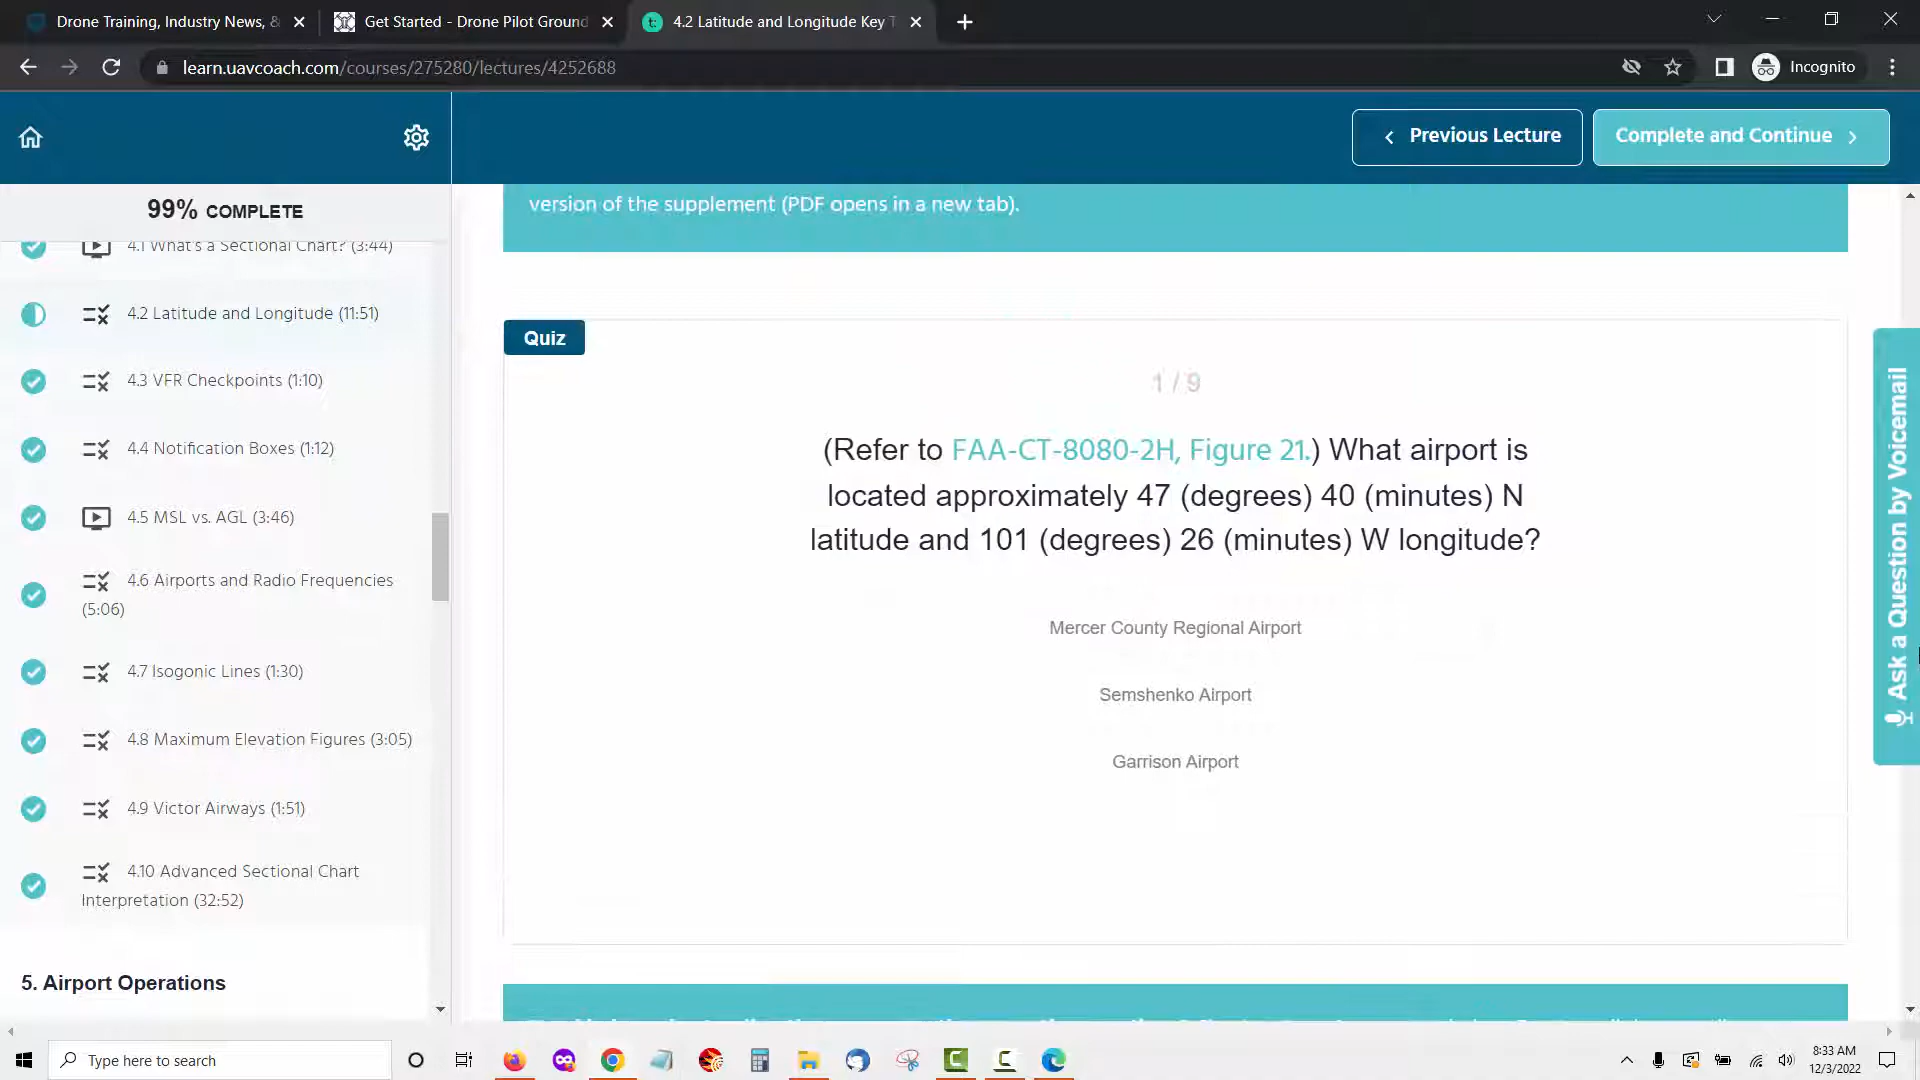 Drone Training, Industry News, &
Get Started - Drone Pilot Ground
4.2 Latitude and Longitude Key T
learn.uavcoach.com/courses/275280/lectures/4252688
Incognito
Previous Lecture
Complete and Continue
99% COMPLETE
4.1 What's a Sectional Chart? (3:44)
4.2 Latitude and Longitude (11:51)
4.3 VFR Checkpoints (1:10)
4.4 Notification Boxes (1:12)
4.5 MSL vs. AGL (3:46)
4.6 Airports and Radio Frequencies
(5:06)
4.7 Isogonic Lines (1:30)
4.8 Maximum Elevation Figures (3:05)
4.9 Victor Airways (1:51)
4.10 Advanced Sectional Chart
Interpretation (32:52)
5. Airport Operations
version of the supplement (PDF opens in a new tab).
Quiz
1 / 9
(Refer to FAA-CT-8080-2H, Figure 21.) What airport is
located approximately 47 (degrees) 40 (minutes) N
latitude and 101 (degrees) 26 (minutes) W longitude?
Mercer County Regional Airport
Semshenko Airport
Garrison Airport
Ask a Question by Voicemail
Type here to search
8:33 AM
12/3/2022